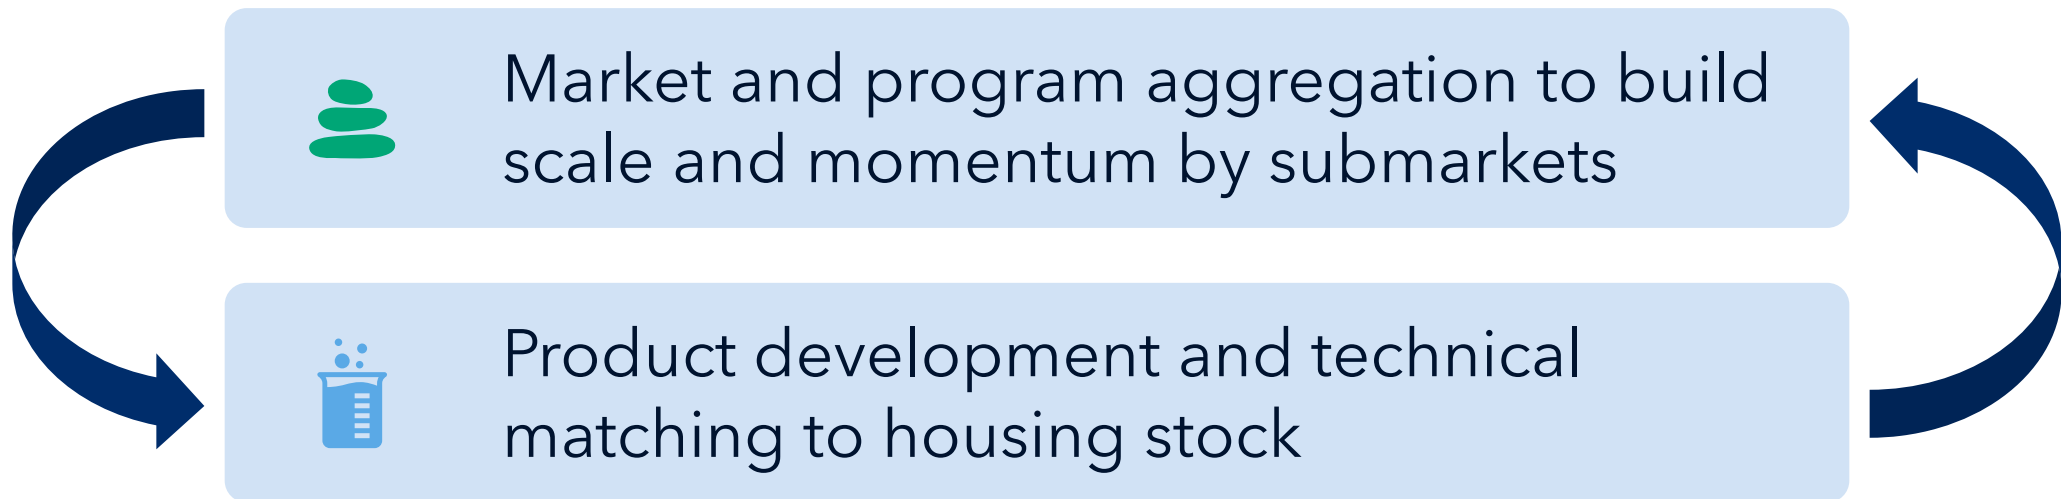 Market and program aggregation to build
scale and momentum by submarkets
Product development and technical
matching to housing stock